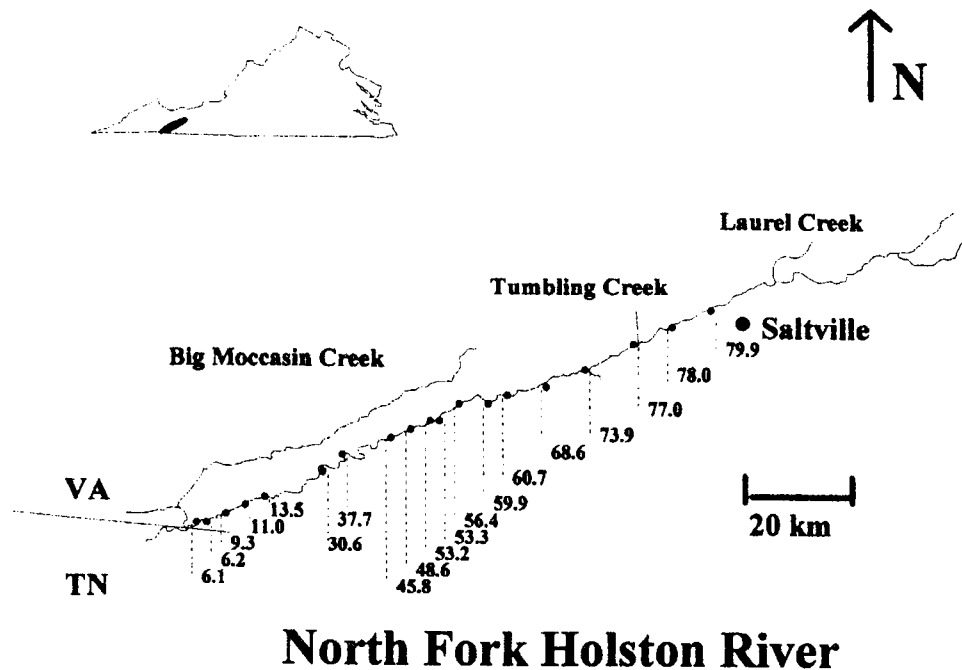 N
Laurel Creek
Tumbling Creek
Saltville
79.9
Big Moccasin Creek
78.0
77.0
73.9
68.6
60.7
59.9
56.4
53.3
53.2
48.6
45.8
37.7
30.6
13.5
11.0
9.3
6.2
6.1
VA
TN
20 km
North Fork Holston River